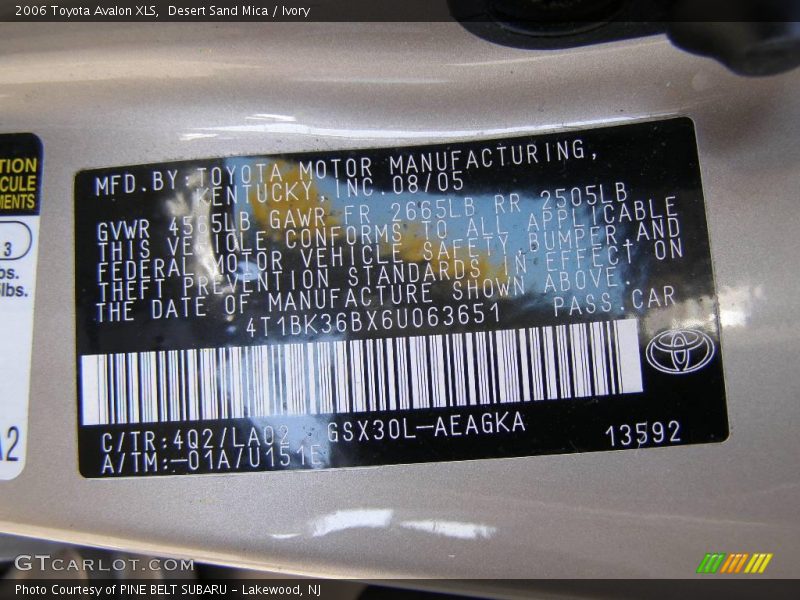 2006 Toyota Avalon XLS, Desert Sand Mica / Ivory
TION
CULE
MENTS
3
bs.
lbs.
A2
MFD.BY:TOYOTA MOTOR MANUFACTURING,
KENTUCKY INC 08/05
GVWR 4565LB GAWR FR 2665LB RR 2505LB
THIS VEHICLE CONFORMS TO ALL APPLICABLE
FEDERAL MOTOR VEHICLE SAFETY,BUMPER AND
THEFT PREVENTION STANDARDS IN EFFECT ON
THE DATE OF MANUFACTURE SHOWN ABOVE.
4T1BK36BX6U063651 PASS CAR
C/TR:4Q2/LA02 GSX30L-AEAGKA
A/TM:-01A/U151E 13592
GTCARLOT.COM
Photo Courtesy of PINE BELT SUBARU - Lakewood, NJ